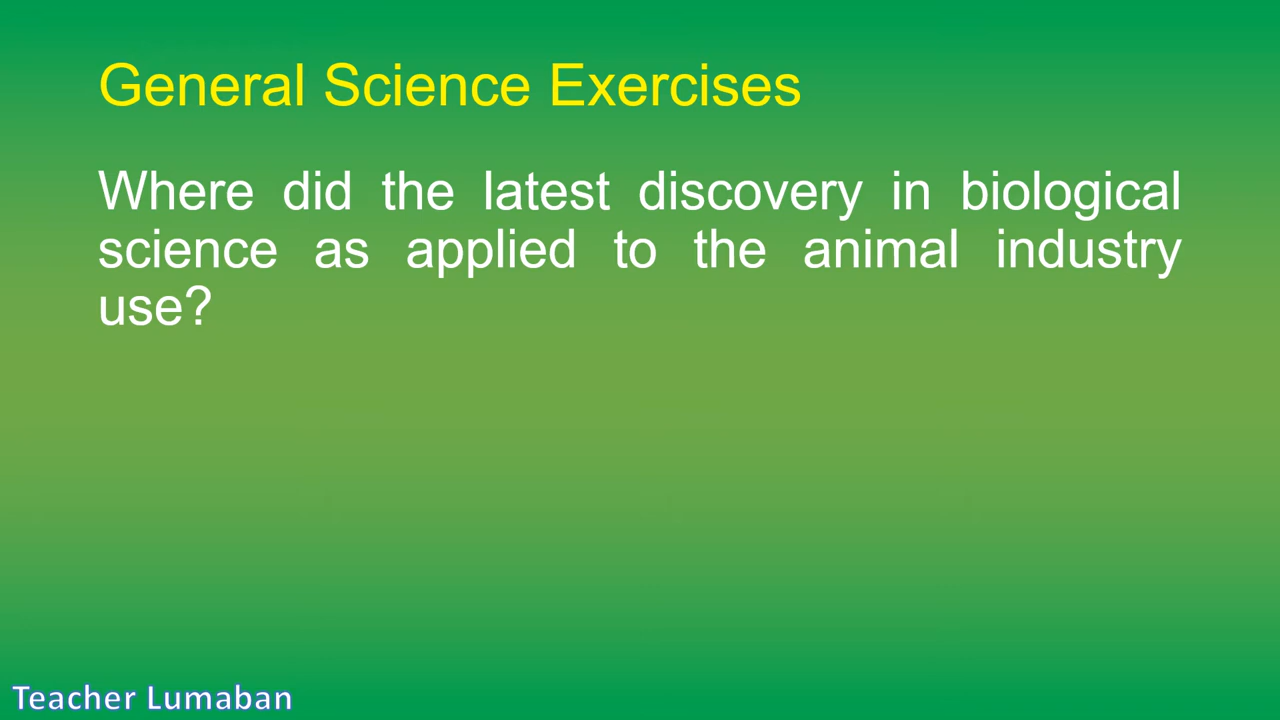 General Science Exercises
Where did the latest discovery in biological
science as applied to the animal industry
use?
Teacher Lumaban